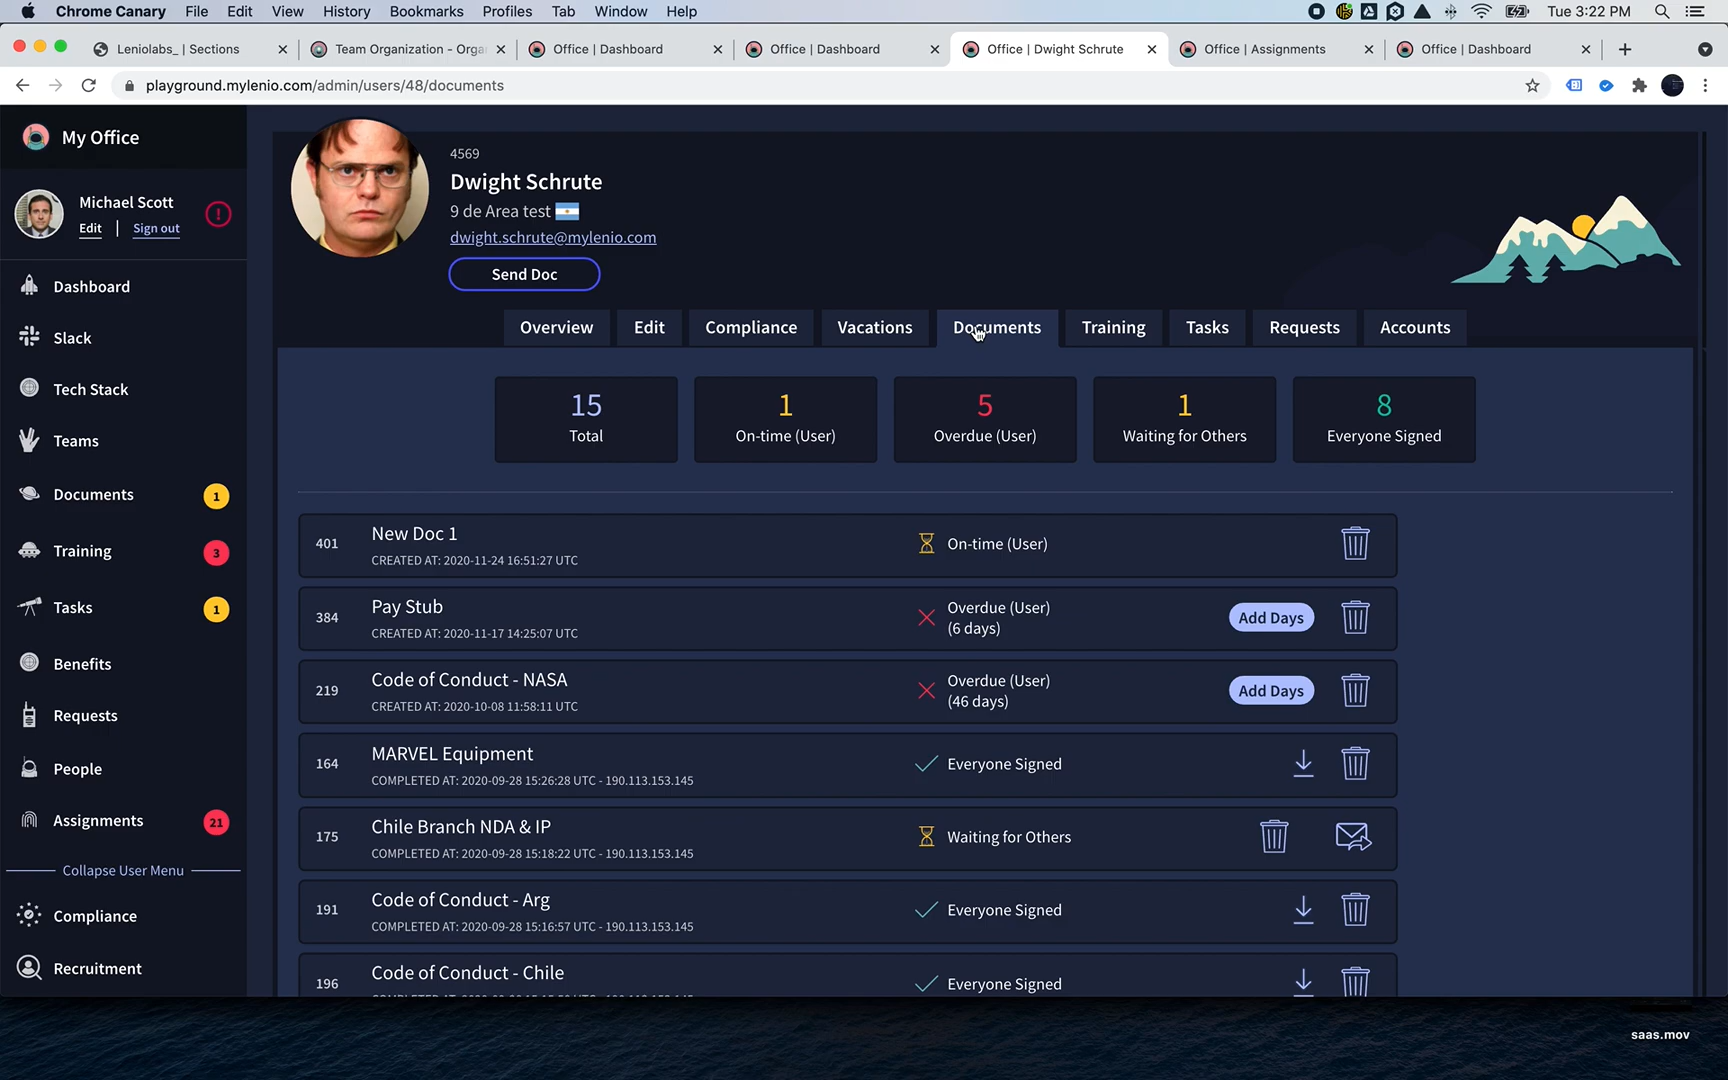 Chrome Canary File Edit View History Bookmarks Profiles Tab Window Help Tue 3:22 PM
Leniolabs_ | Sections
Team Organization - Orga
Office | Dashboard
Office | Dashboard
Office | Dwight Schrute
Office | Assignments
Office | Dashboard
playground.mylenio.com/admin/users/48/documents
My Office
Michael Scott
Edit | Sign out
Dashboard
Slack
Tech Stack
Teams
Documents 1
Training 3
Tasks 1
Benefits
Requests
People
Assignments 21
Collapse User Menu
Compliance
Recruitment
4569
Dwight Schrute
9 de Area test
dwight.schrute@mylenio.com
Send Doc
Overview Edit Compliance Vacations Documents Training Tasks Requests Accounts
15
Total
1
On-time (User)
5
Overdue (User)
1
Waiting for Others
8
Everyone Signed
401
New Doc 1
CREATED AT: 2020-11-24 16:51:27 UTC
On-time (User)
384
Pay Stub
CREATED AT: 2020-11-17 14:25:07 UTC
Overdue (User)
(6 days)
Add Days
219
Code of Conduct - NASA
CREATED AT: 2020-10-08 11:58:11 UTC
Overdue (User)
(46 days)
Add Days
164
MARVEL Equipment
COMPLETED AT: 2020-09-28 15:26:28 UTC - 190.113.153.145
Everyone Signed
175
Chile Branch NDA & IP
COMPLETED AT: 2020-09-28 15:18:22 UTC - 190.113.153.145
Waiting for Others
191
Code of Conduct - Arg
COMPLETED AT: 2020-09-28 15:16:57 UTC - 190.113.153.145
Everyone Signed
196
Code of Conduct - Chile
Everyone Signed
saas.mov